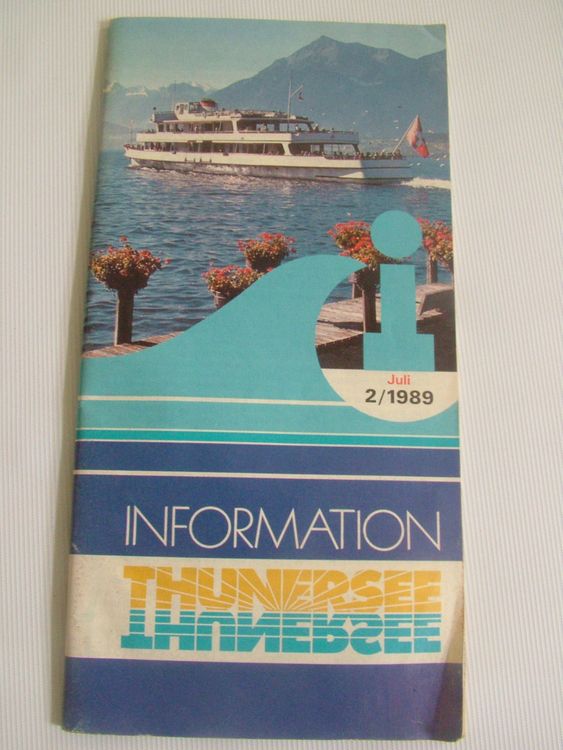 i
Juli
2/1989
INFORMATION
THUNERSEE
THUNERSEE